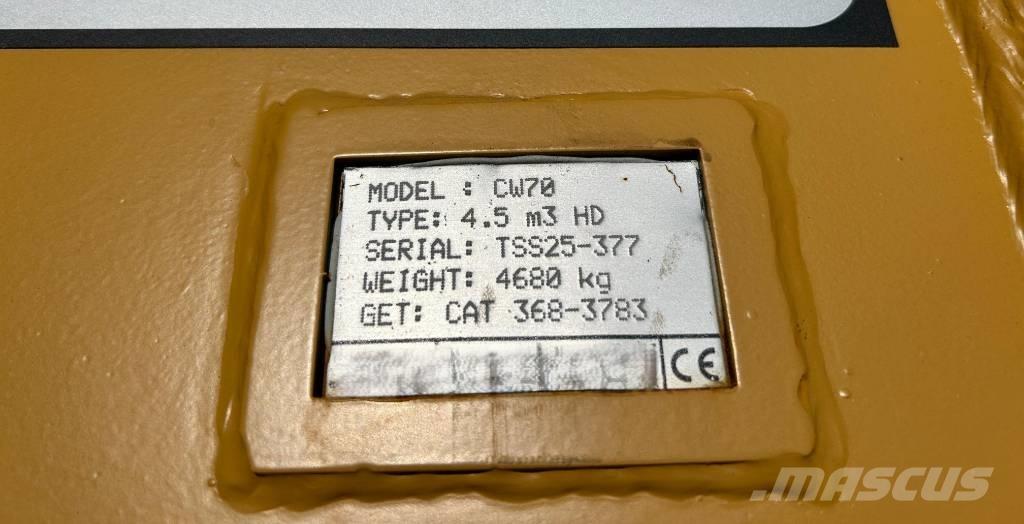 MODEL : CW70
TYPE: 4.5 m3 HD
SERIAL: TSS25-377
WEIGHT: 4680 kg
GET: CAT 368-3783
CE
MASCUS